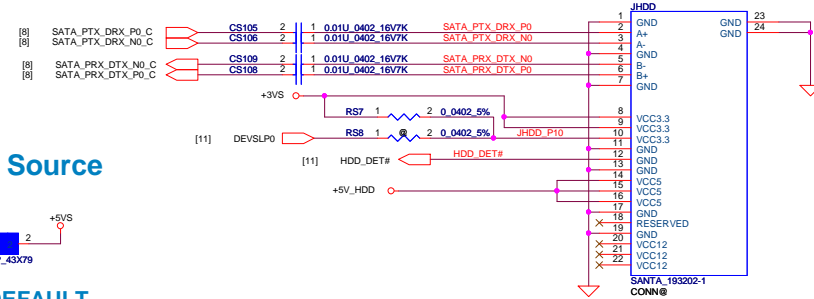 JHDD
[8] SATA_PTX_DRX_P0_C CS105 2 1 0.01U_0402_16V7K SATA_PTX_DRX_P0 1 GND GND 23
[8] SATA_PTX_DRX_N0_C CS106 2 1 0.01U_0402_16V7K SATA_PTX_DRX_N0 2 A+ GND 24
3 A-
4 GND
[8] SATA_PRX_DTX_N0_C CS109 2 1 0.01U_0402_16V7K SATA_PRX_DTX_N0 5 B-
[8] SATA_PRX_DTX_P0_C CS108 2 1 0.01U_0402_16V7K SATA_PRX_DTX_P0 6 B+
7 GND
+3VS
RS7 1 2 0_0402_5% 8 VCC3.3
9 VCC3.3
[11] DEVSLP0 RS8 1 @ 2 0_0402_5% JHDD_P10 10 VCC3.3
11 GND
[11] HDD_DET# HDD_DET# 12 GND
13 GND
Source
14 VCC5
+5V_HDD 15 VCC5
16 VCC5
17 GND
+5VS
18 RESERVED
19 GND
2 20 VCC12
21 VCC12
_43X79 22 VCC12
SANTA_193202-1
CONN@
DEFAULT